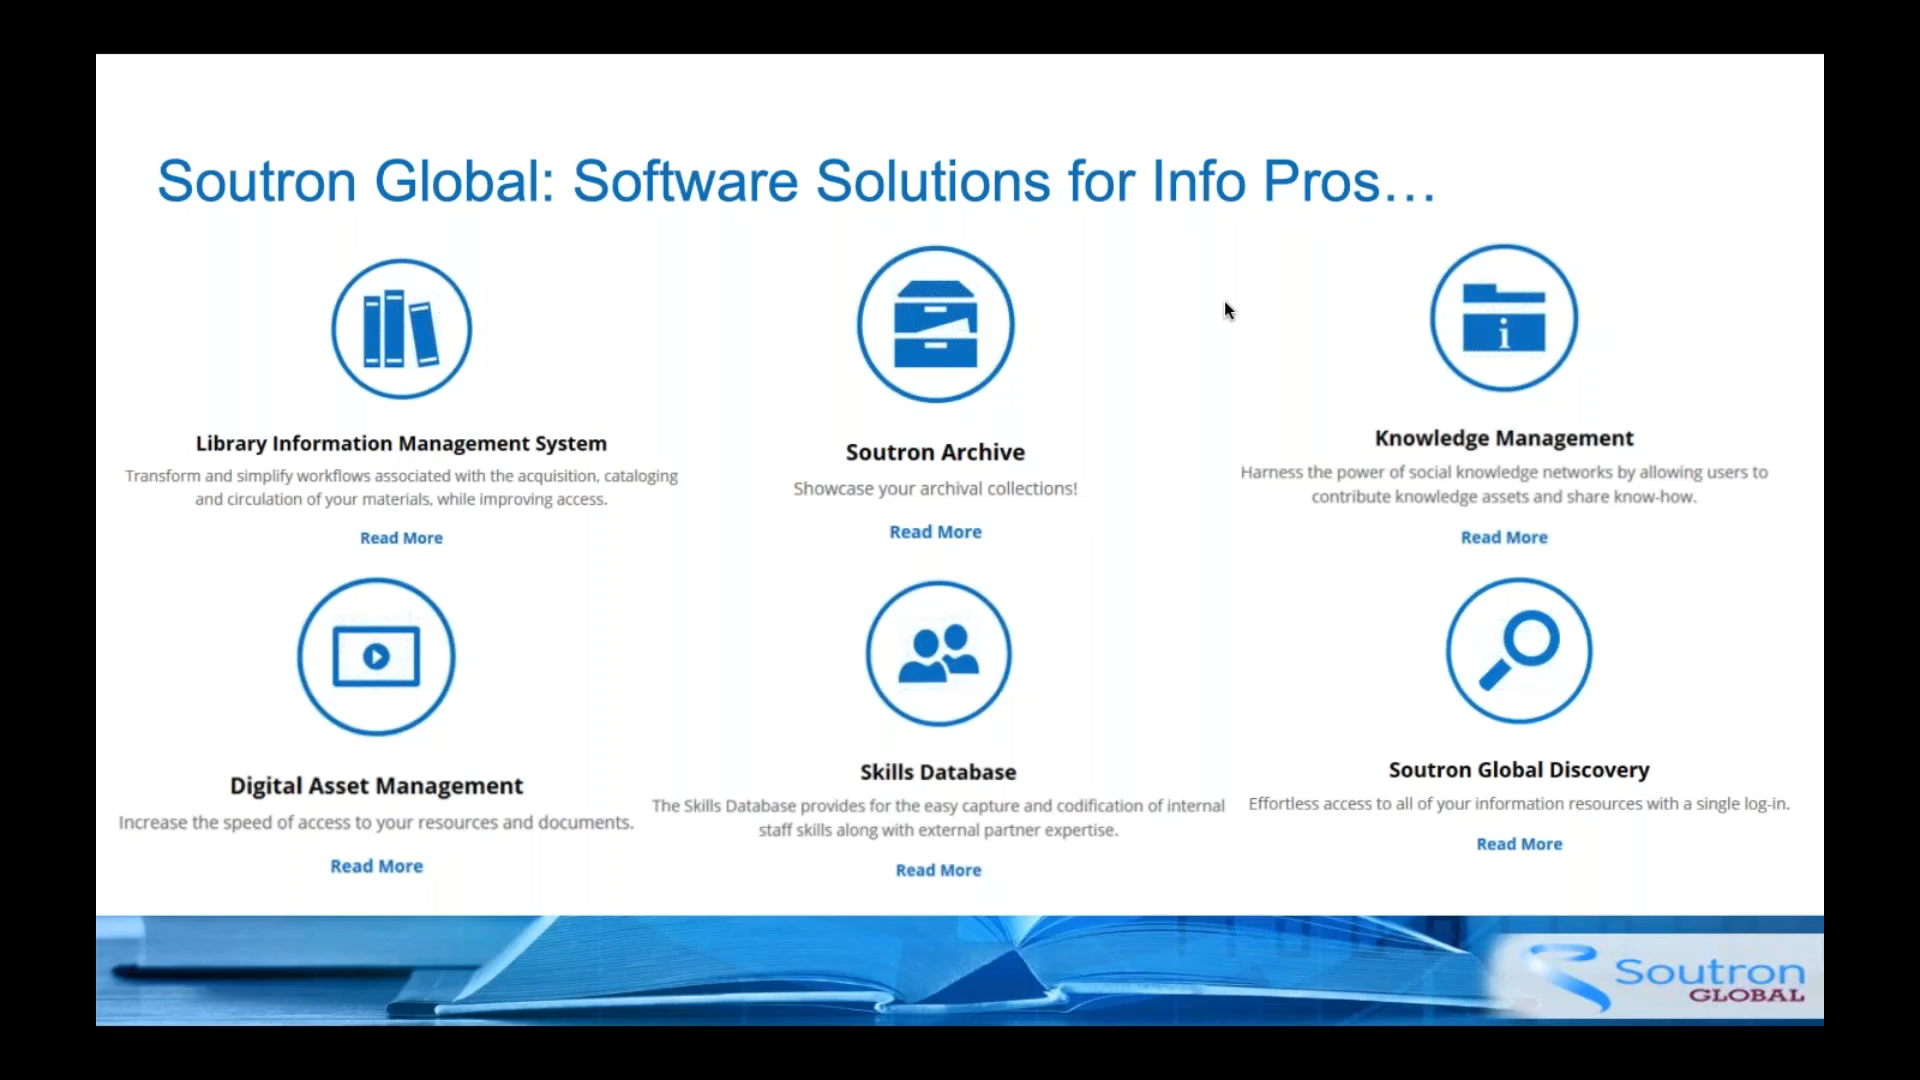 Soutron Global: Software Solutions for Info Pros...
Library Information Management System
Transform and simplify workflows associated with the acquisition, cataloging
and circulation of your materials, while improving access.
Read More
Soutron Archive
Showcase your archival collections!
Read More
i
Knowledge Management
Harness the power of social knowledge networks by allowing users to
contribute knowledge assets and share know-how.
Read More
Digital Asset Management
Increase the speed of access to your resources and documents.
Read More
Skills Database
The Skills Database provides for the easy capture and codification of internal
staff skills along with external partner expertise.
Read More
Soutron Global Discovery
Effortless access to all of your information resources with a single log-in.
Read More
Soutron
GLOBAL